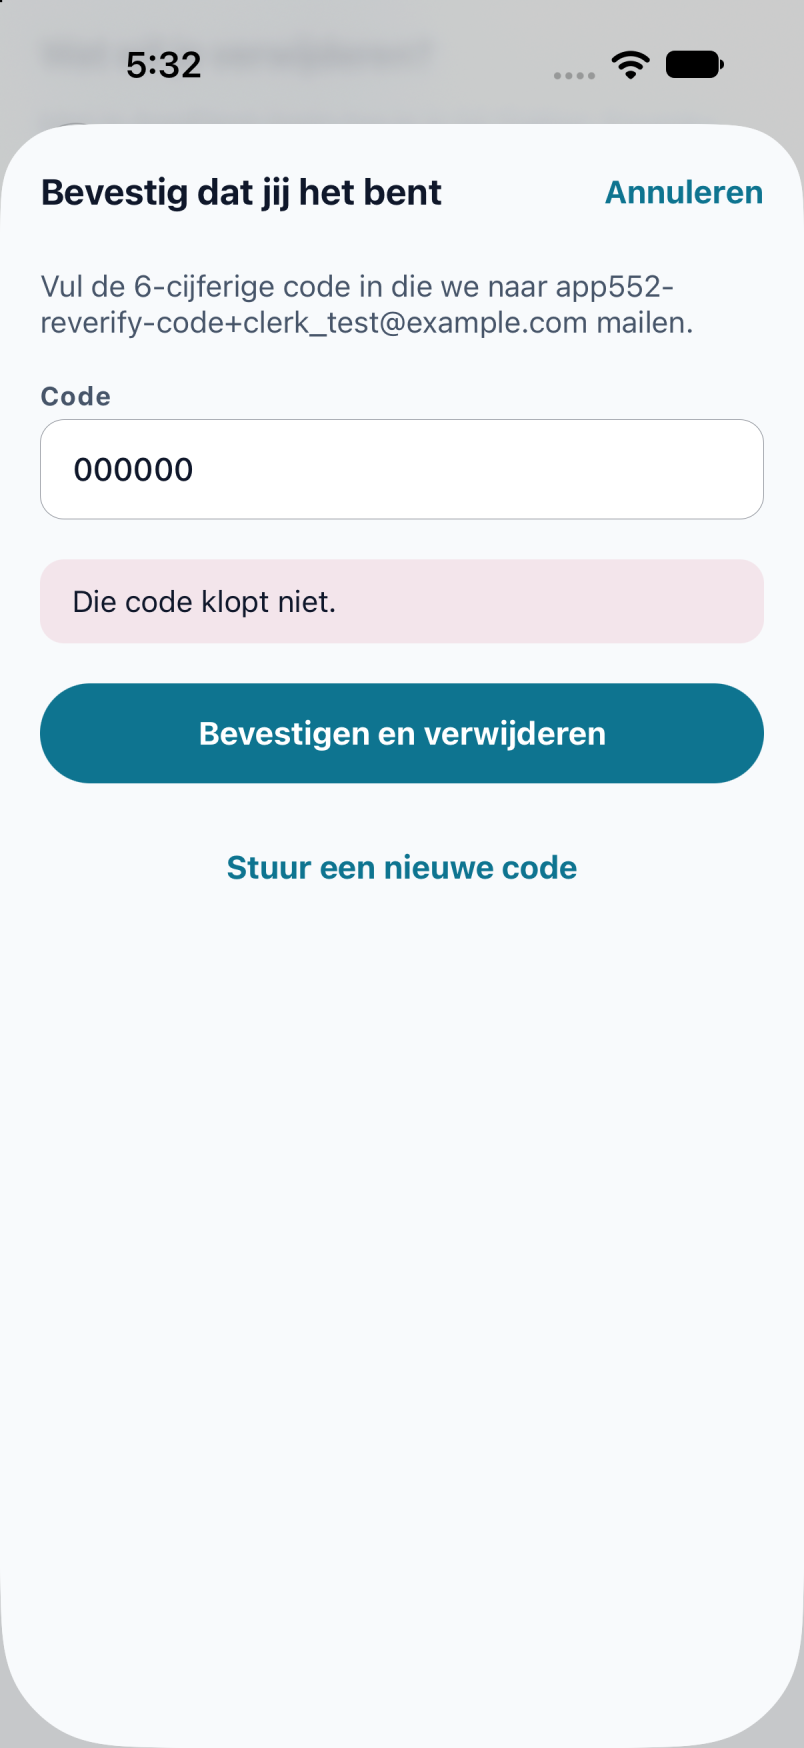 5:32
Bevestig dat jij het bent
Annuleren
Vul de 6-cijferige code in die we naar app552-
reverify-code+clerk_test@example.com mailen.
Code
000000
Die code klopt niet.
Bevestigen en verwijderen
Stuur een nieuwe code